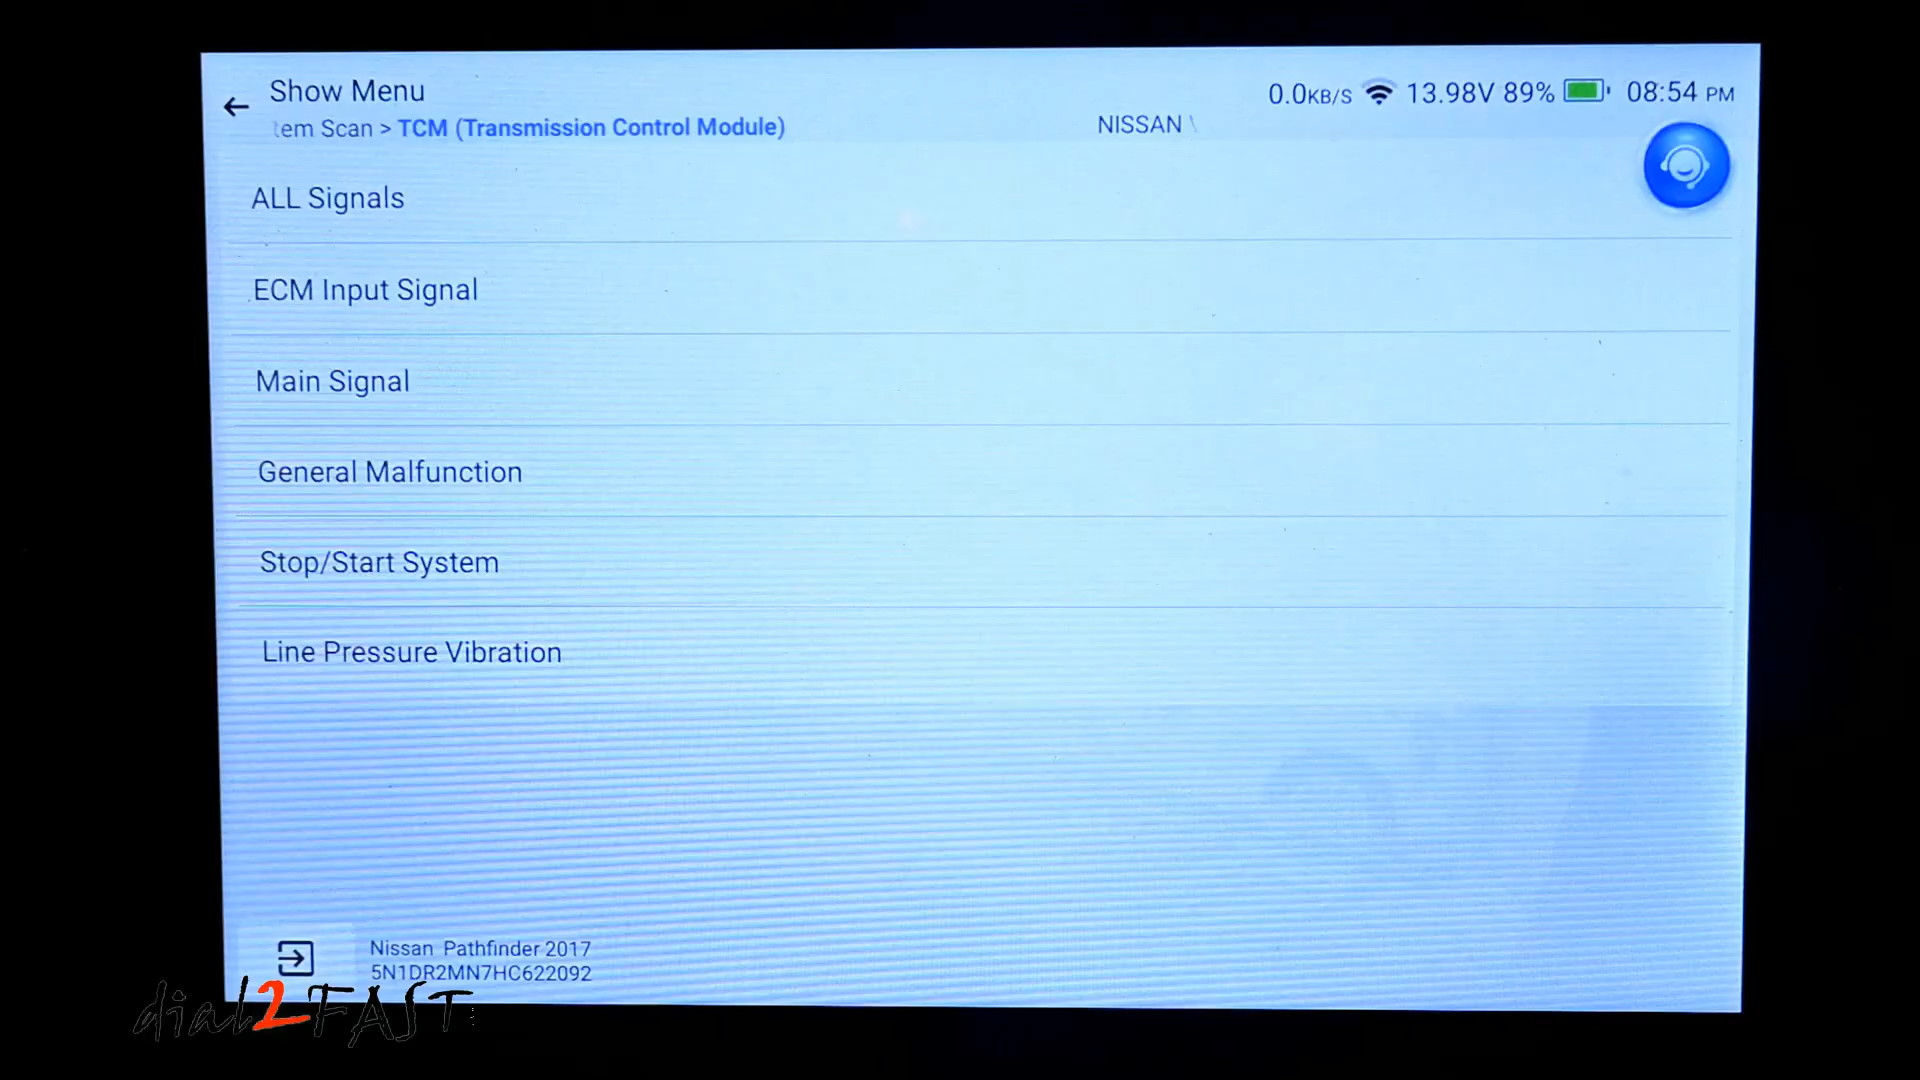 Show Menu
0.0KB/S 13.98V 89% 08:54 PM
tem Scan > TCM (Transmission Control Module)
NISSAN \
ALL Signals
ECM Input Signal
Main Signal
General Malfunction
Stop/Start System
Line Pressure Vibration
Nissan Pathfinder 2017
5N1DR2MN7HC622092
dial2FAST